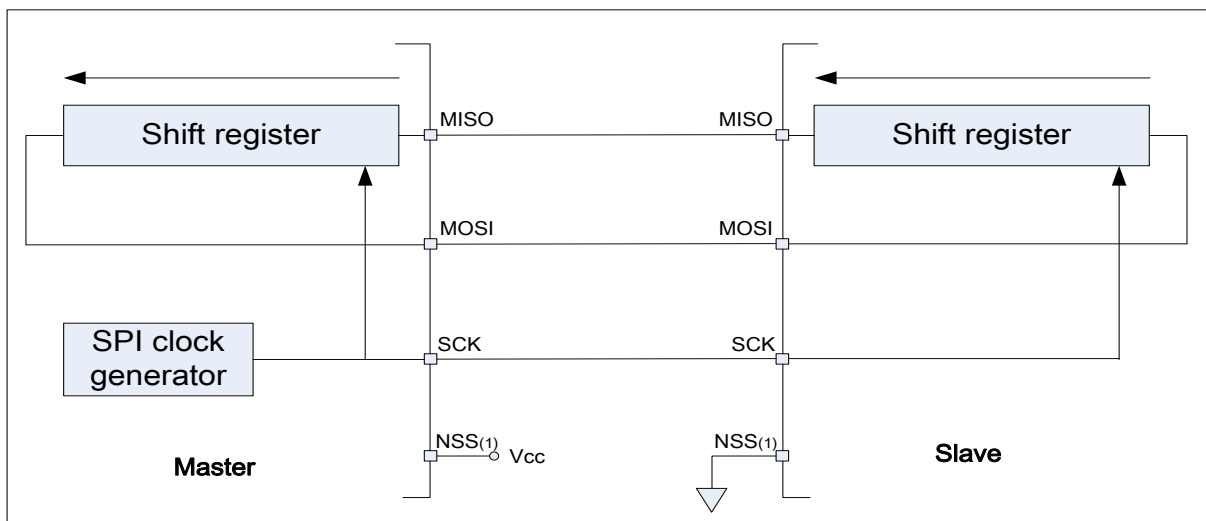 MISO
MISO
Shift register
Shift register
MOSI
MOSI
SPI clock
generator
SCK
SCK
NSS(1)
Vcc
NSS(1)
Master
Slave